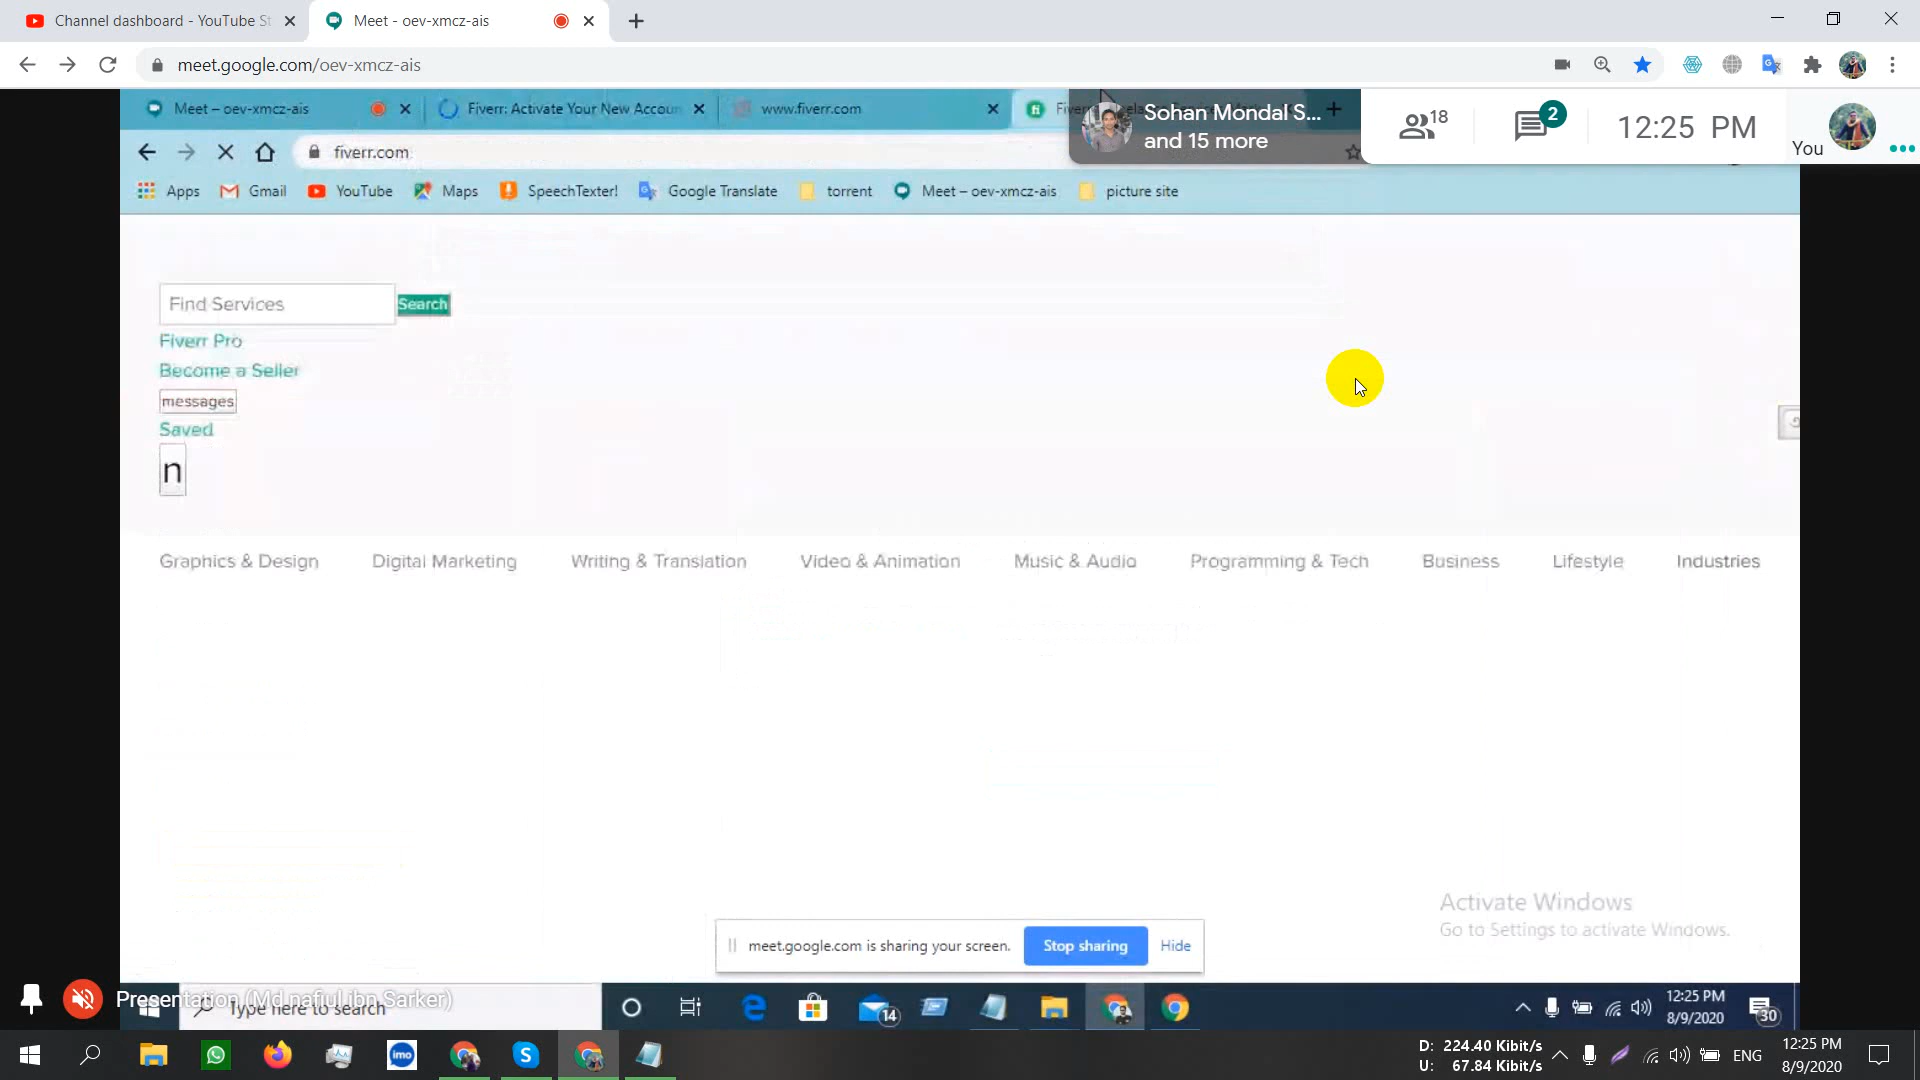 Channel dashboard - YouTube St
Meet - oev-xmcz-ais
meet.google.com/oev-xmcz-ais
Meet – oev-xmcz-ais
Fiverr: Activate Your New Accoun
www.fiverr.com
Sohan Mondal S...
and 15 more
18
2
12:25 PM
You
fiverr.com
Apps
Gmail
YouTube
Maps
SpeechTexter!
Google Translate
torrent
Meet – oev-xmcz-ais
picture site
Find Services
Search
Fiverr Pro
Become a Seller
messages
Saved
n
Graphics & Design
Digital Marketing
Writing & Translation
Video & Animation
Music & Audio
Programming & Tech
Business
Lifestyle
Industries
Activate Windows
Go to Settings to activate Windows.
meet.google.com is sharing your screen.
Stop sharing
Hide
Presentation (Md.nafiul ibn Sarker)
Type here to search
14
12:25 PM
8/9/2020
30
imo
D: 224.40 Kibit/s
U: 67.84 Kibit/s
ENG
12:25 PM
8/9/2020